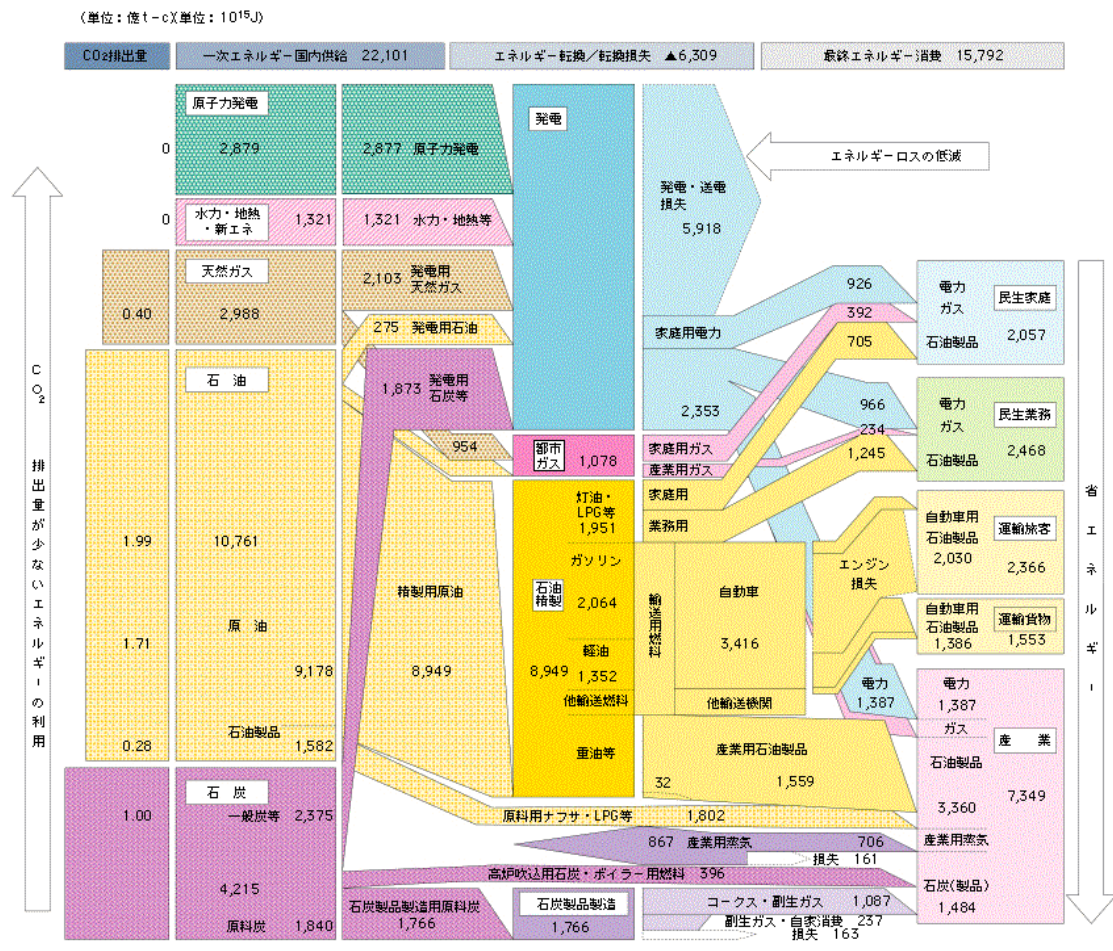 (単位：億t-c)(単位：10¹⁵J)
CO₂排出量
一次エネルギー国内供給 22,101
エネルギー転換／転換損失 ▲6,309
最終エネルギー消費 15,792
原子力発電
0
2,879
2,877 原子力発電
発電
発電・送電
損失
5,918
エネルギーロスの低減
0
水力・地熱
・新エネ
1,321
1,321 水力・地熱等
天然ガス
0.40
2,988
2,103 発電用
天然ガス
275 発電用石油
1,873 発電用
石炭等
家庭用電力
926
392
705
電力
ガス
石油製品
民生家庭
2,057
2,353
966
234
1,245
電力
ガス
石油製品
民生業務
2,468
石油
1.99
10,761
1.71
原油
9,178
0.28
石油製品
1,582
954
都市
ガス
1,078
家庭用ガス
産業用ガス
精製用原油
8,949
石油
精製
8,949
灯油・
LPG等
1,951
ガソリン
2,064
軽油
1,352
他輸送燃料
重油等
家庭用
業務用
輸送用燃料
自動車
3,416
他輸送機関
エンジン
損失
自動車用
石油製品
2,030
運輸旅客
2,366
自動車用
石油製品
1,386
運輸貨物
1,553
電力
1,387
電力
1,387
ガス
石油製品
3,360
産業
7,349
産業用石油製品
32
1,559
原料用ナフサ・LPG等
1,802
石炭
1.00
一般炭等 2,375
4,215
原料炭 1,840
867 産業用蒸気 706
損失 161
産業用蒸気
高炉吹込用石炭・ボイラー用燃料 396
石炭(製品)
1,484
石炭製品製造用原料炭
1,766
石炭製品製造
1,766
コークス・副生ガス 1,087
副生ガス・自家消費 237
損失 163
CO₂排出量が少ないエネルギーの利用
省エネルギー